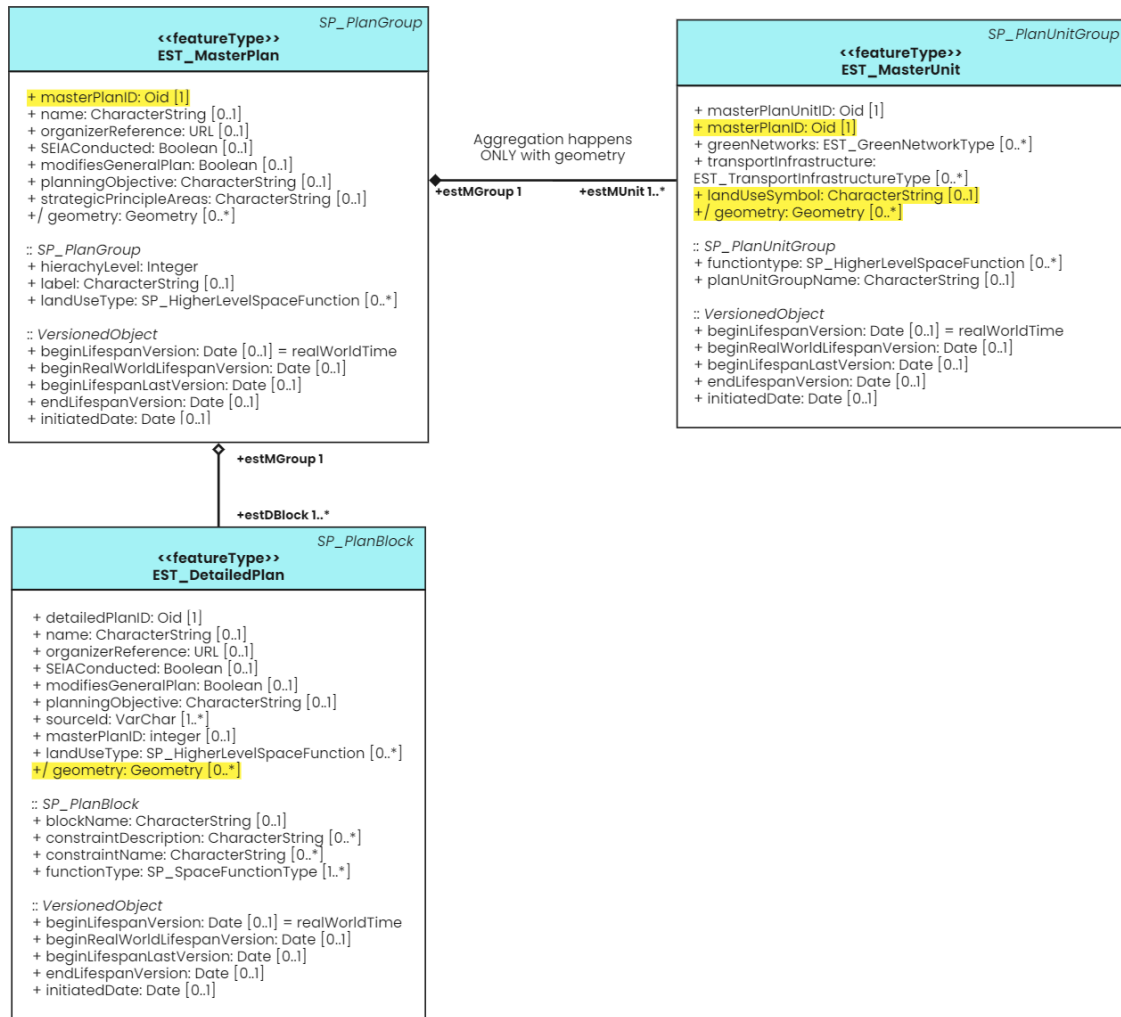 SP_PlanGroup
<<featureType>>
EST_MasterPlan
+ masterPlanID: Oid [1]
+ name: CharacterString [0..1]
+ organizerReference: URL [0..1]
+ SEIAConducted: Boolean [0..1]
+ modifiesGeneralPlan: Boolean [0..1]
+ planningObjective: CharacterString [0..1]
+ strategicPrincipleAreas: CharacterString [0..1]
+/ geometry: Geometry [0..*]
:: SP_PlanGroup
+ hierachyLevel: Integer
+ label: CharacterString [0..1]
+ landUseType: SP_HigherLevelSpaceFunction [0..*]
:: VersionedObject
+ beginLifespanVersion: Date [0..1] = realWorldTime
+ beginRealWorldLifespanVersion: Date [0..1]
+ beginLifespanLastVersion: Date [0..1]
+ endLifespanVersion: Date [0..1]
+ initiatedDate: Date [0..1]
Aggregation happens
ONLY with geometry
+estMGroup 1
+estMUnit 1..*
SP_PlanUnitGroup
<<featureType>>
EST_MasterUnit
+ masterPlanUnitID: Oid [1]
+ masterPlanID: Oid [1]
+ greenNetworks: EST_GreenNetworkType [0..*]
+ transportInfrastructure:
EST_TransportInfrastructureType [0..*]
+ landUseSymbol: CharacterString [0..1]
+/ geometry: Geometry [0..*]
:: SP_PlanUnitGroup
+ functiontype: SP_HigherLevelSpaceFunction [0..*]
+ planUnitGroupName: CharacterString [0..1]
:: VersionedObject
+ beginLifespanVersion: Date [0..1] = realWorldTime
+ beginRealWorldLifespanVersion: Date [0..1]
+ beginLifespanLastVersion: Date [0..1]
+ endLifespanVersion: Date [0..1]
+ initiatedDate: Date [0..1]
+estMGroup 1
+estDBlock 1..*
SP_PlanBlock
<<featureType>>
EST_DetailedPlan
+ detailedPlanID: Oid [1]
+ name: CharacterString [0..1]
+ organizerReference: URL [0..1]
+ SEIAConducted: Boolean [0..1]
+ modifiesGeneralPlan: Boolean [0..1]
+ planningObjective: CharacterString [0..1]
+ sourceId: VarChar [1..*]
+ masterPlanID: integer [0..1]
+ landUseType: SP_HigherLevelSpaceFunction [0..*]
+/ geometry: Geometry [0..*]
:: SP_PlanBlock
+ blockName: CharacterString [0..1]
+ constraintDescription: CharacterString [0..*]
+ constraintName: CharacterString [0..*]
+ functionType: SP_SpaceFunctionType [1..*]
:: VersionedObject
+ beginLifespanVersion: Date [0..1] = realWorldTime
+ beginRealWorldLifespanVersion: Date [0..1]
+ beginLifespanLastVersion: Date [0..1]
+ endLifespanVersion: Date [0..1]
+ initiatedDate: Date [0..1]